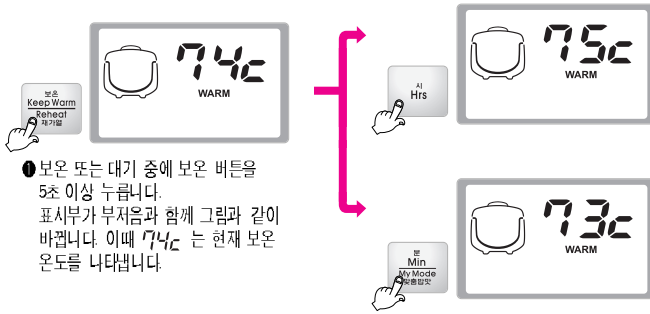 74c
WARM
보온
Keep Warm
Reheat
재가열
❶ 보온 또는 대기 중에 보온 버튼을
5초 이상 누릅니다.
표시부가 부저음과 함께 그림과 같이
바뀝니다. 이때 74c 는 현재 보온
온도를 나타냅니다.
75c
WARM
시
Hrs
73c
WARM
분
Min
My Mode
맞춤밥맛